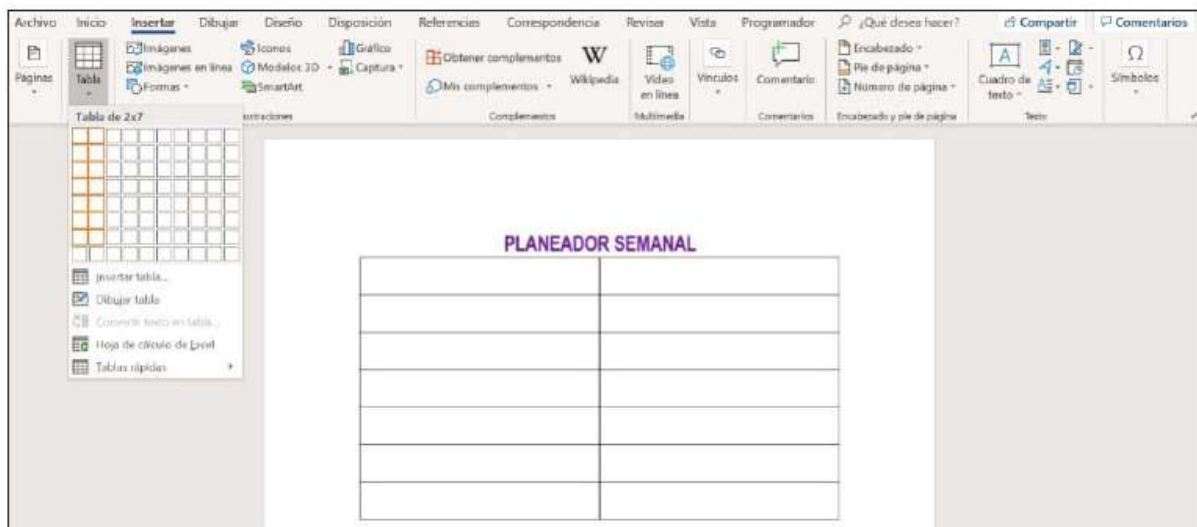 Archivo Inicio Insertar Dibujar Diseño Disposición Referencias Correspondencia Revisar Vista Programador ¿Qué desea hacer? Compartir Comentarios
Páginas
Tabla
Imágenes
Imágenes en línea
Formas
Iconos
Modelos 3D
SmartArt
Gráfico
Captura
Obtener complementos
Mis complementos
Wikipedia
Vídeo
en línea
Vínculos
Comentario
Encabezado
Pie de página
Número de página
Cuadro de
texto
Símbolos
Tabla de 2x7
ustraciones
Complementos
Multimedia
Comentarios
Encabezado y pie de página
Texto
Insertar tabla...
Dibujar tabla
Convertir texto en tabla...
Hoja de cálculo de Excel
Tablas rápidas
PLANEADOR SEMANAL